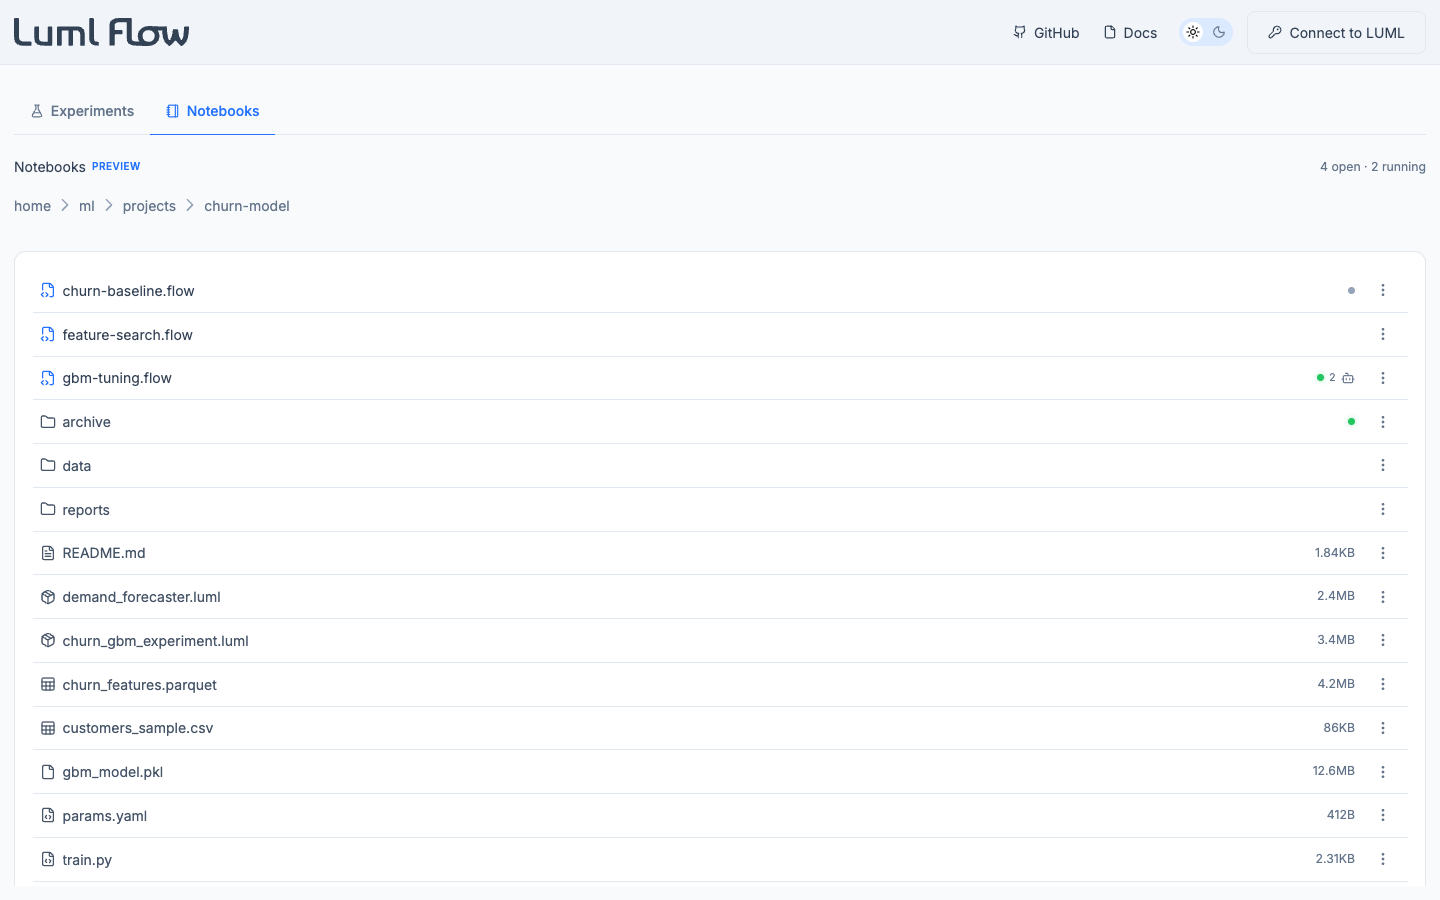 Luml Flow
GitHub
Docs
Connect to LUML
Experiments
Notebooks
Notebooks PREVIEW
4 open · 2 running
home
ml
projects
churn-model
churn-baseline.flow
feature-search.flow
gbm-tuning.flow
2
archive
data
reports
README.md
1.84KB
demand_forecaster.luml
2.4MB
churn_gbm_experiment.luml
3.4MB
churn_features.parquet
4.2MB
customers_sample.csv
86KB
gbm_model.pkl
12.6MB
params.yaml
412B
train.py
2.31KB